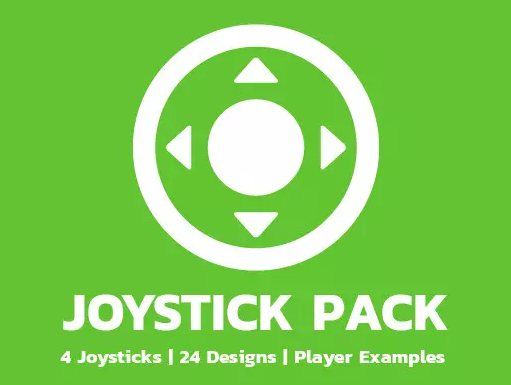 JOYSTICK PACK
4 Joysticks | 24 Designs | Player Examples